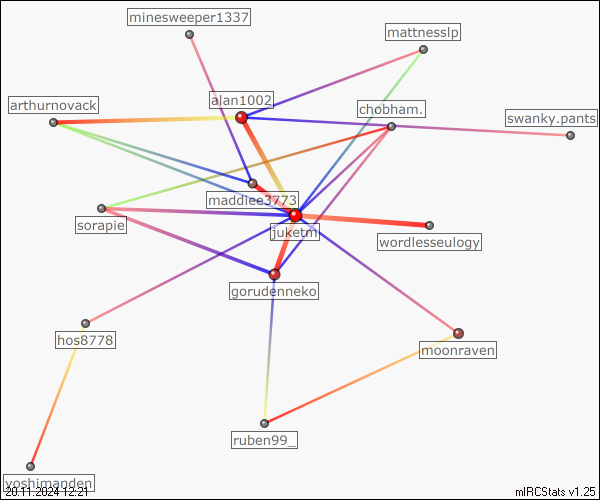 minesweeper1337
mattnesslp
alan1002
arthurnovack
chobham.
swanky.pants
maddiee3773
sorapie
juketm
wordlesseulogy
gorudenneko
hos8778
moonraven
ruben99_
yoshimanden
20.11.2024 12:21
mIRCStats v1.25